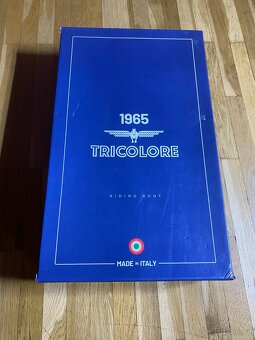 1965
TRICOLORE
RIDING BOOT
MADE IN ITALY